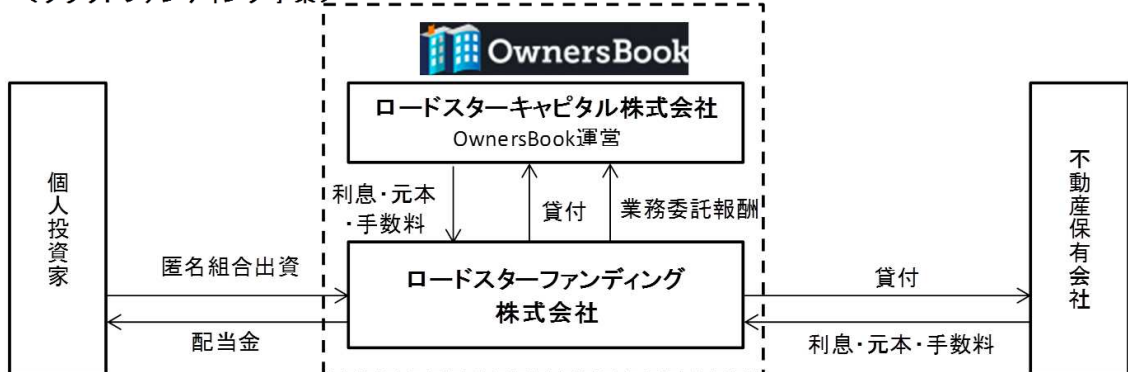 OwnersBook
ロードスターキャピタル株式会社
OwnersBook運営
個人投資家
利息・元本
・手数料
貸付
業務委託報酬
不動産保有会社
匿名組合出資
配当金
ロードスターファンディング
株式会社
貸付
利息・元本・手数料